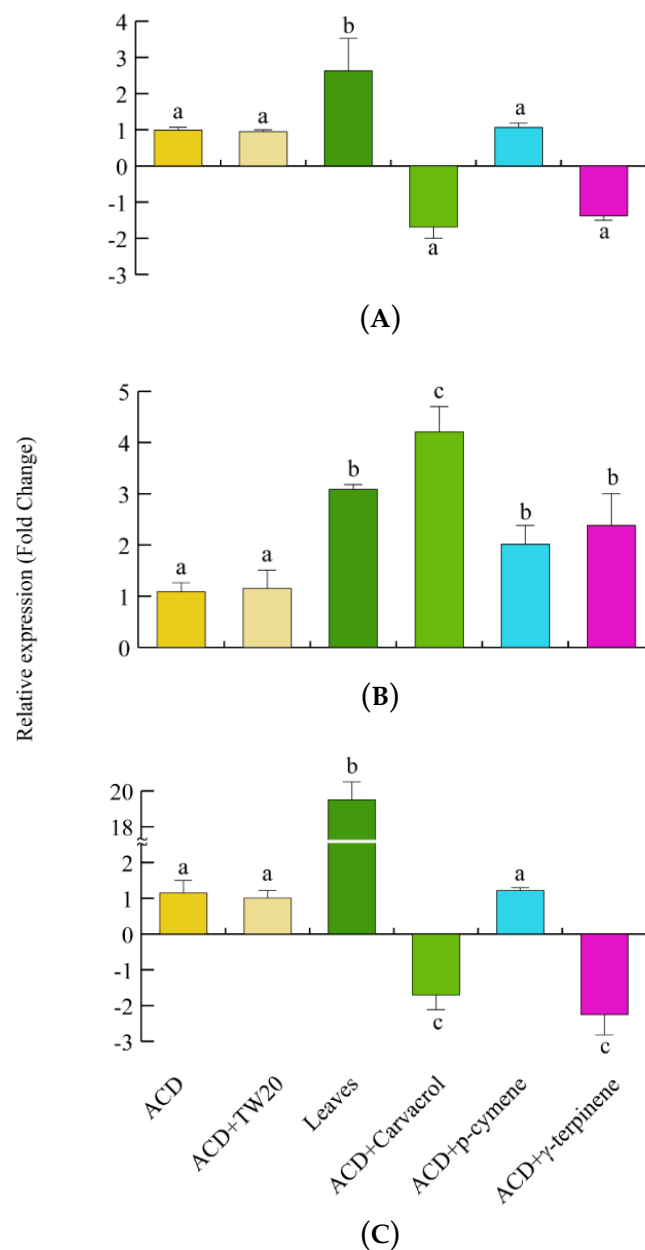 4
3
2
1
0
-1
-2
-3
a
a
b
a
a
a
(A)
Relative expression (Fold Change)
5
4
3
2
1
0
a
a
b
c
b
b
(B)
20
18
≈
2
1
0
-1
-2
-3
a
a
b
c
a
c
ACD
ACD+TW20
Leaves
ACD+Carvacrol
ACD+p-cymene
ACD+γ-terpinene
(C)